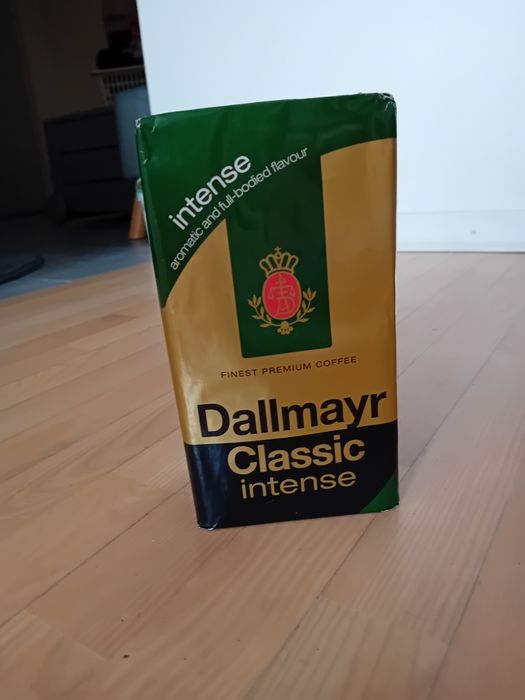 intense
aromatic and full-bodied flavour
FINEST PREMIUM COFFEE
Dallmayr
Classic
intense